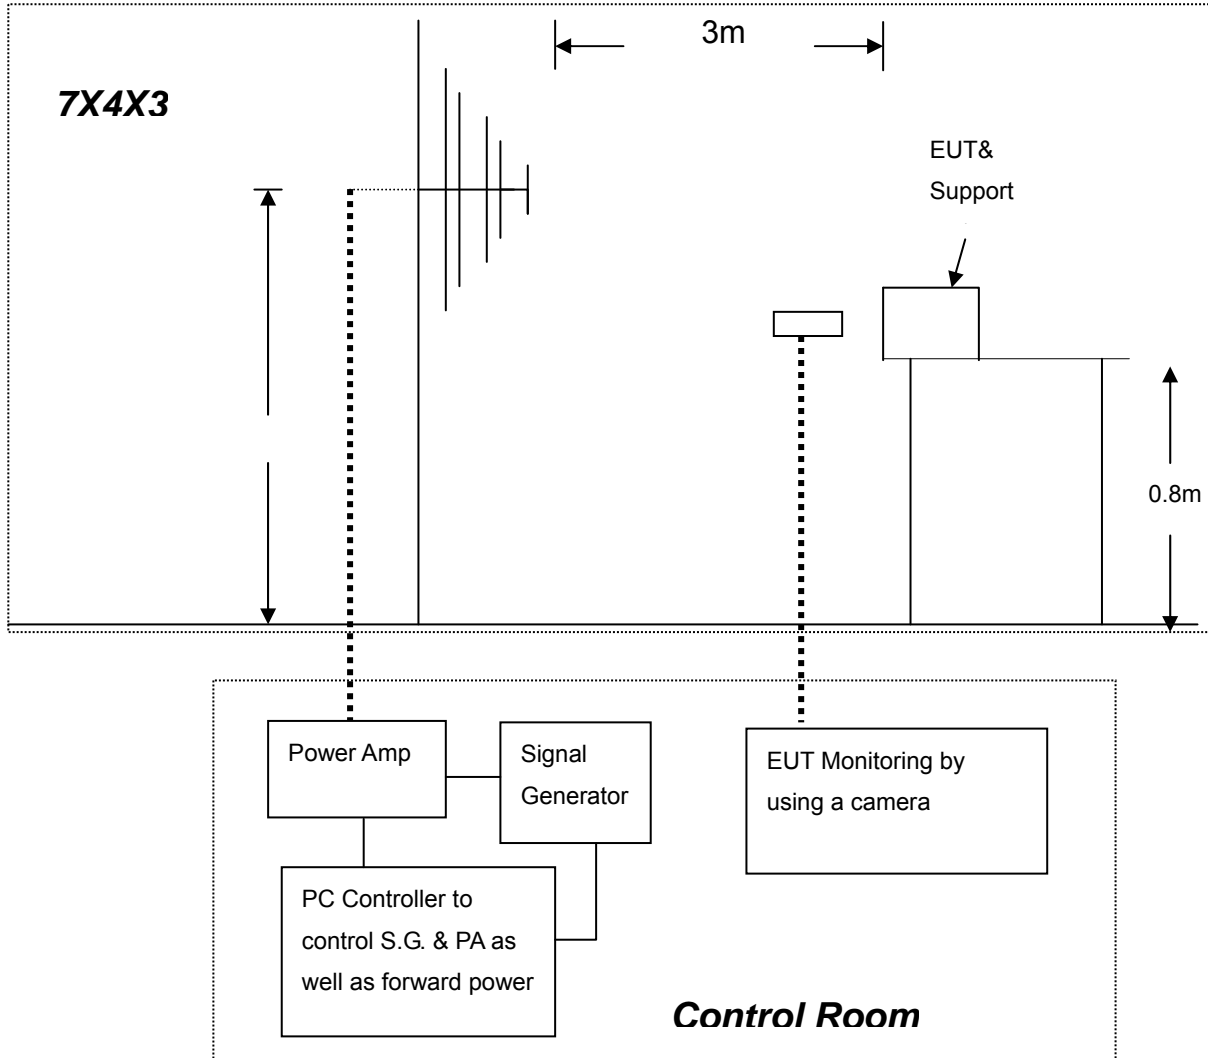 3m
7X4X3
EUT&
Support
0.8m
Power Amp
Signal
Generator
EUT Monitoring by
using a camera
PC Controller to
control S.G. & PA as
well as forward power
Control Room